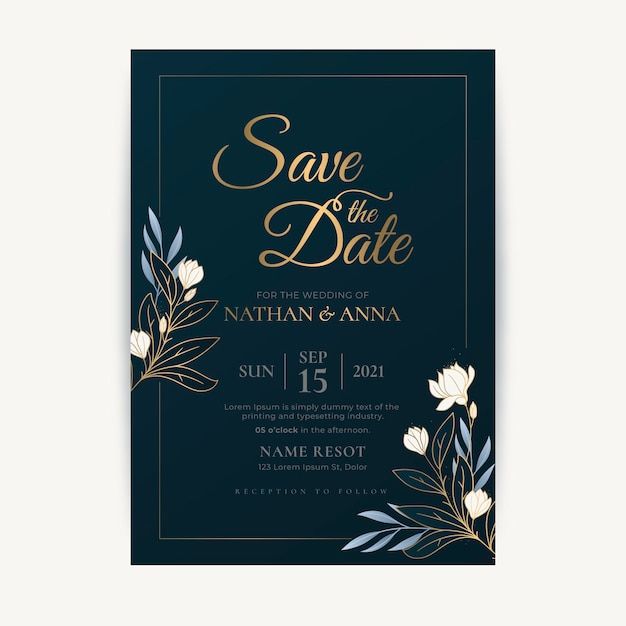 Save
the
Date
FOR THE WEDDING OF
NATHAN & ANNA
SUN SEP 15 2021
Lorem Ipsum is simply dummy text of the
printing and typesetting industry.
05 o'clock in the afternoon.
NAME RESOT
123 Lorem Ipsum St, Dolor
RECEPTION TO FOLLOW